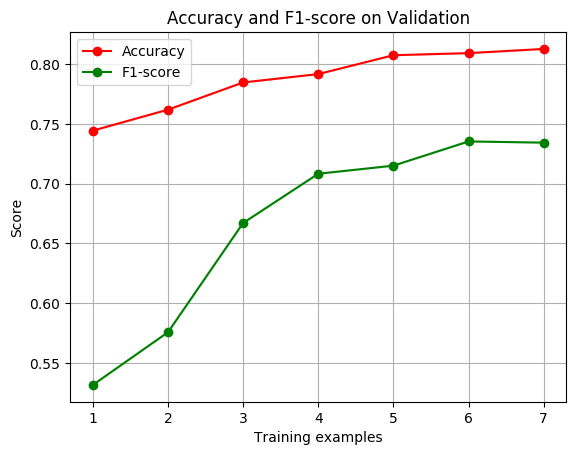 Accuracy and F1-score on Validation
Accuracy
F1-score
0.80
0.75
0.70
0.65
0.60
0.55
Score
1 2 3 4 5 6 7
Training examples